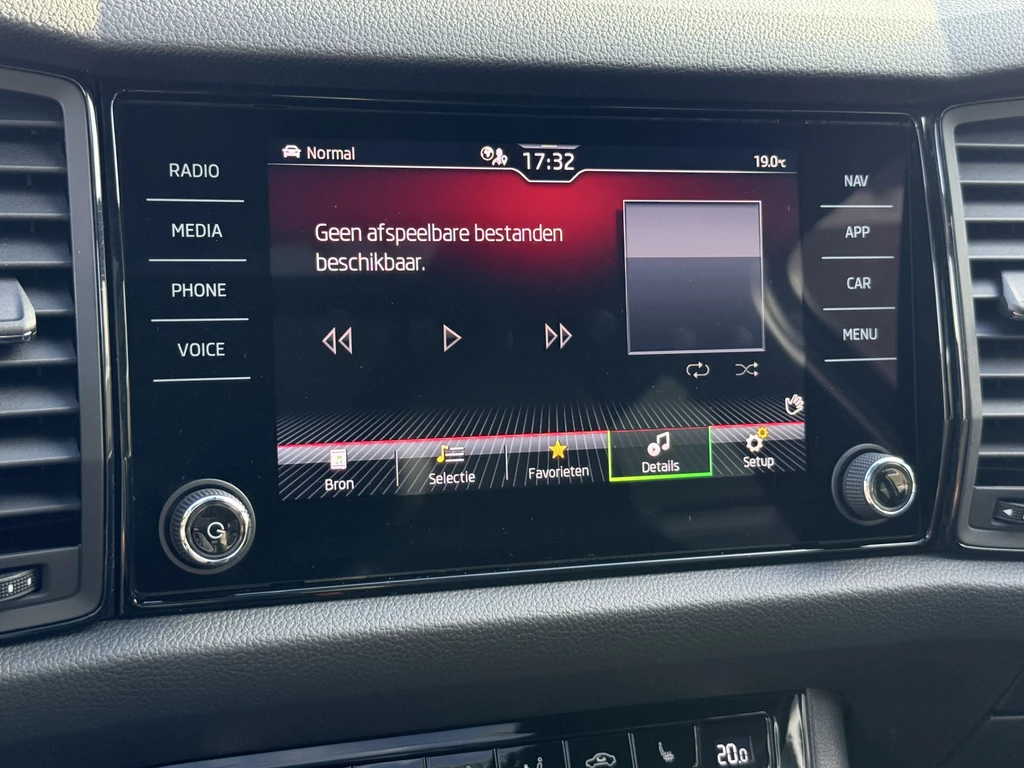 Normal
17:32
19.0°C
RADIO
MEDIA
PHONE
VOICE
Geen afspeelbare bestanden
beschikbaar.
NAV
APP
CAR
MENU
Bron
Selectie
Favorieten
Details
Setup
20.0